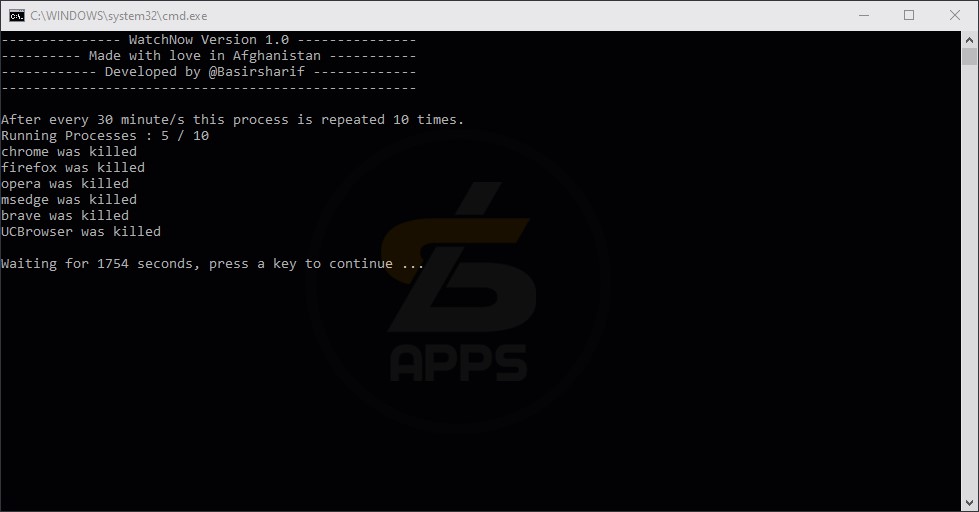 C:\WINDOWS\system32\cmd.exe
--------------- WatchNow Version 1.0 ---------------
---------- Made with love in Afghanistan -----------
------------ Developed by @Basirsharif -------------
----------------------------------------------------
After every 30 minute/s this process is repeated 10 times.
Running Processes : 5 / 10
chrome was killed
firefox was killed
opera was killed
msedge was killed
brave was killed
UCBrowser was killed
Waiting for 1754 seconds, press a key to continue ...
APPS